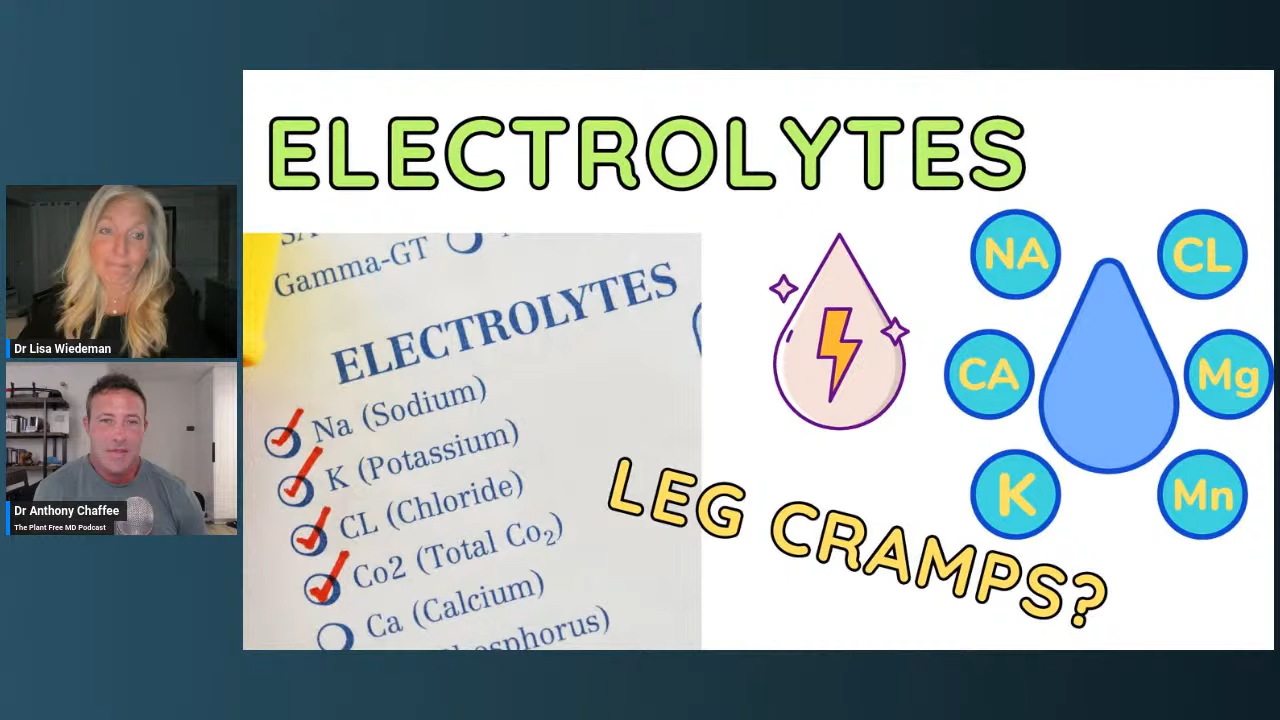 ELECTROLYTES
Gamma-GT
ELECTROLYTES
Na (Sodium)
K (Potassium)
CL (Chloride)
Co2 (Total Co₂)
Ca (Calcium)
LEG CRAMPS?
NA
CL
CA
Mg
K
Mn
Dr Lisa Wiedeman
Dr Anthony Chaffee
The Plant Free MD Podcast